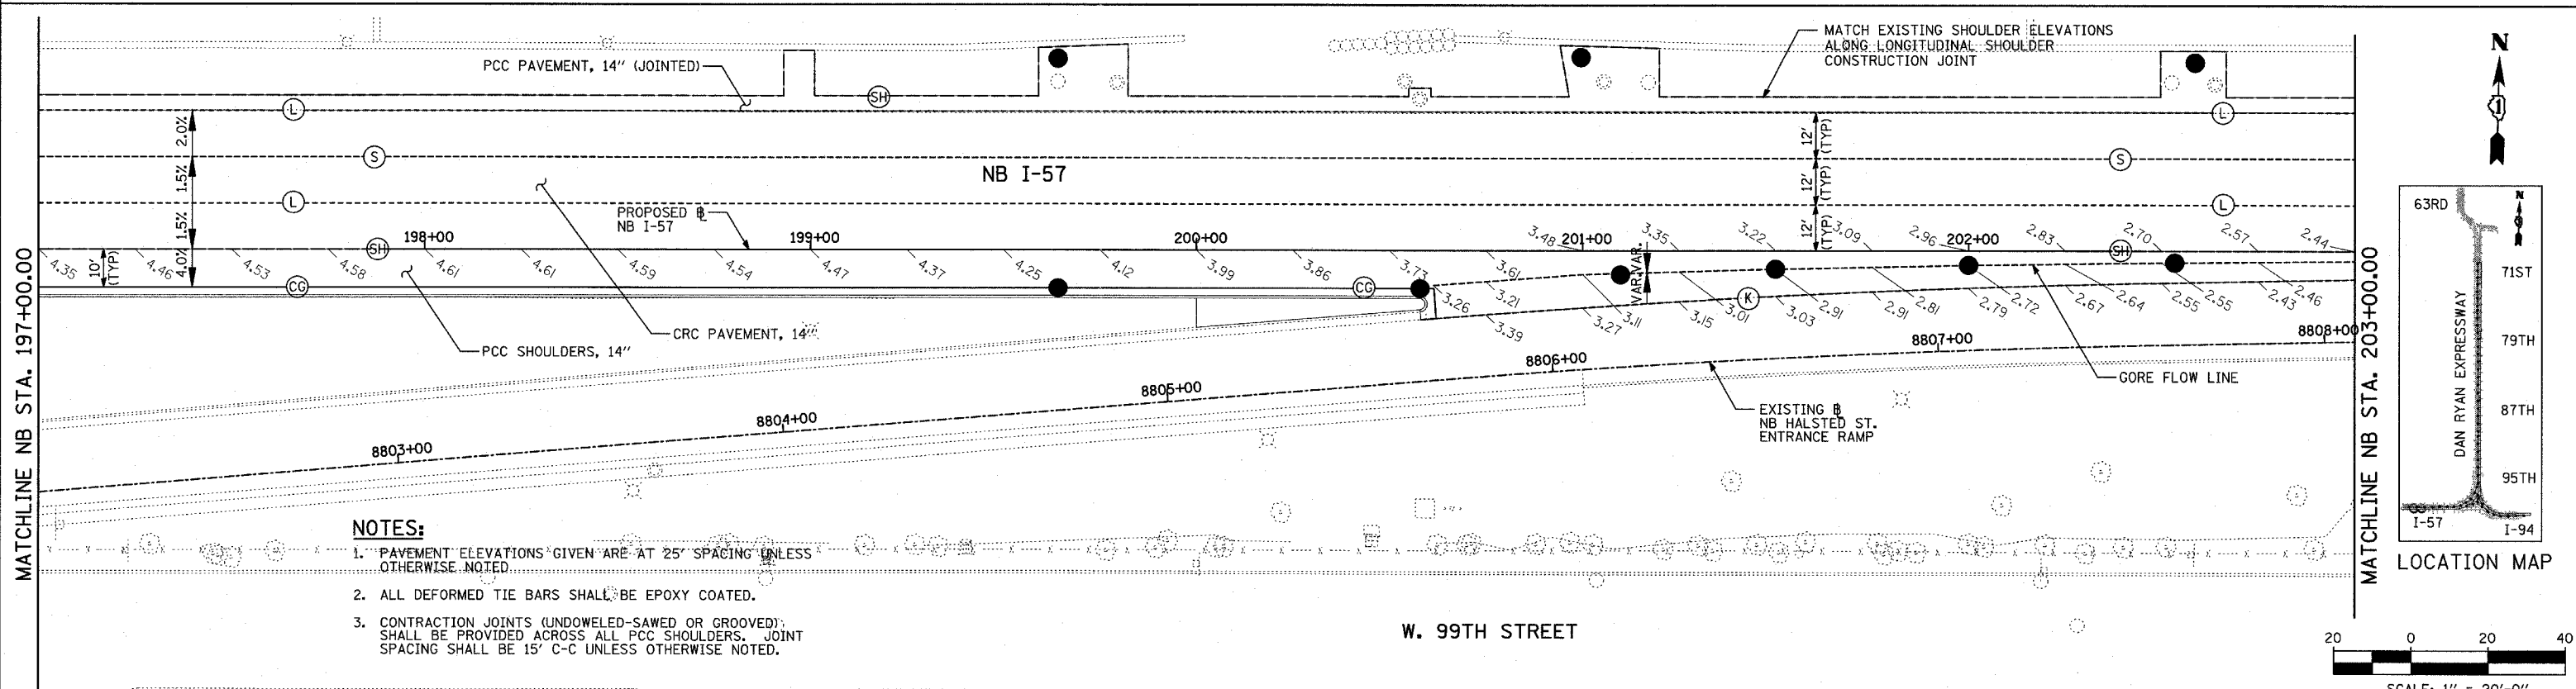 MATCHLINE NB STA. 197+00.00
PCC PAVEMENT, 14" (JOINTED)
MATCH EXISTING SHOULDER ELEVATIONS
ALONG LONGITUDINAL SHOULDER
CONSTRUCTION JOINT
SH
L
L
2.0%
1.5%
1.5%
4.0%
S
S
L
L
12'
(TYP)
12'
(TYP)
12'
(TYP)
NB I-57
PROPOSED ℄
NB I-57
10'
(TYP)
SH
SH
198+00
199+00
200+00
201+00
202+00
3.48
3.35
3.22
3.09
2.96
2.83
2.70
2.57
2.44
4.35
4.46
4.53
4.58
4.61
4.61
4.59
4.54
4.47
4.37
4.25
4.12
3.99
3.86
3.73
3.61
VAR.
VAR.
CG
CG
K
3.26
3.21
3.11
3.01
2.91
2.81
2.72
2.64
2.55
2.46
3.39
3.27
3.15
3.03
2.91
2.79
2.67
2.55
2.43
CRC PAVEMENT, 14"
PCC SHOULDERS, 14"
GORE FLOW LINE
8803+00
8804+00
8805+00
8806+00
8807+00
8808+00
EXISTING ℄
NB HALSTED ST.
ENTRANCE RAMP
NOTES:
1. PAVEMENT ELEVATIONS GIVEN ARE AT 25' SPACING UNLESS
OTHERWISE NOTED
2. ALL DEFORMED TIE BARS SHALL BE EPOXY COATED.
3. CONTRACTION JOINTS (UNDOWELED-SAWED OR GROOVED)
SHALL BE PROVIDED ACROSS ALL PCC SHOULDERS. JOINT
SPACING SHALL BE 15' C-C UNLESS OTHERWISE NOTED.
W. 99TH STREET
MATCHLINE NB STA. 203+00.00
N
1
N
63RD
71ST
79TH
87TH
95TH
DAN RYAN EXPRESSWAY
I-57
I-94
LOCATION MAP
20 0 20 40
SCALE: 1" = 20'-0"